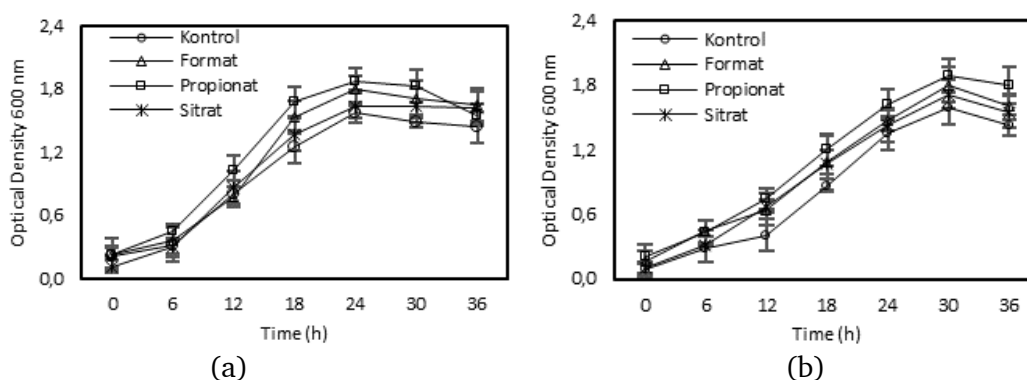 2,4
1,8
1,2
0,6
0,0
Optical Density 600 nm
Kontrol
Format
Propionat
Sitrat
0 6 12 18 24 30 36
Time (h)
(a)
2,4
1,8
1,2
0,6
0,0
Optical Density 600 nm
Kontrol
Format
Propionat
Sitrat
0 6 12 18 24 30 36
Time (h)
(b)